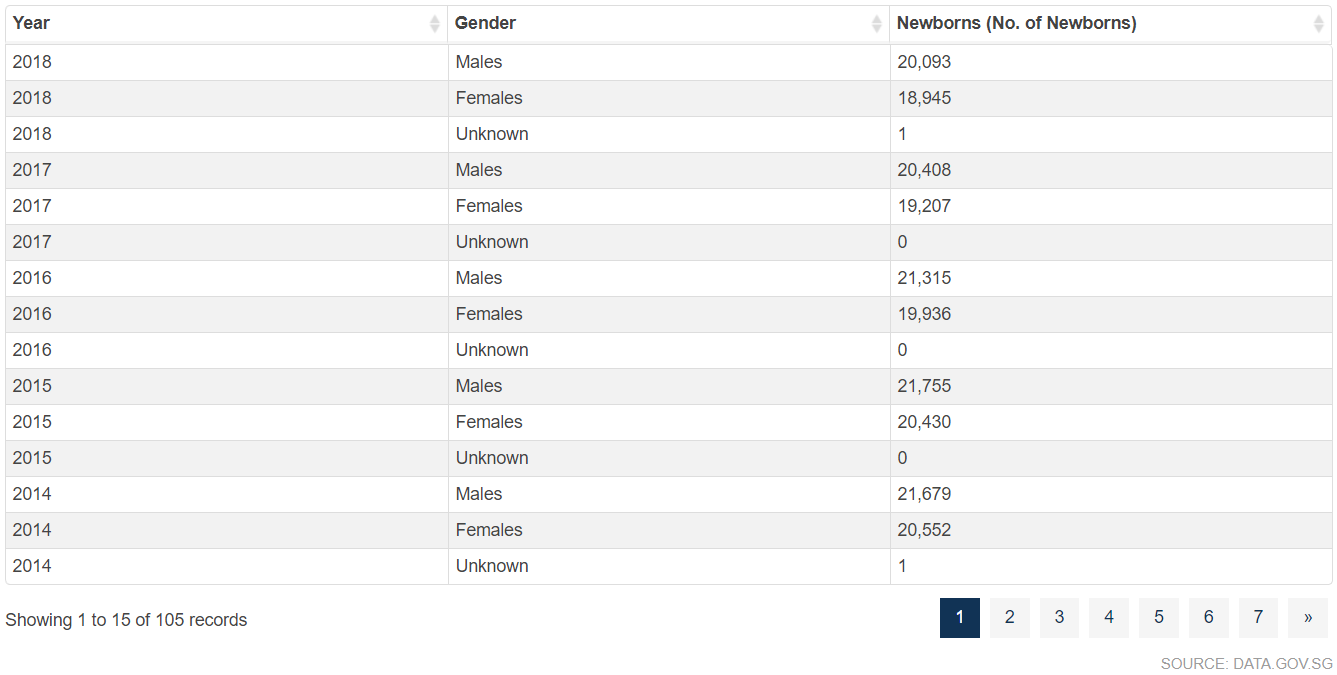 Year Gender Newborns (No. of Newborns)
2018 Males 20,093
2018 Females 18,945
2018 Unknown 1
2017 Males 20,408
2017 Females 19,207
2017 Unknown 0
2016 Males 21,315
2016 Females 19,936
2016 Unknown 0
2015 Males 21,755
2015 Females 20,430
2015 Unknown 0
2014 Males 21,679
2014 Females 20,552
2014 Unknown 1
Showing 1 to 15 of 105 records 1 2 3 4 5 6 7 »
SOURCE: DATA.GOV.SG